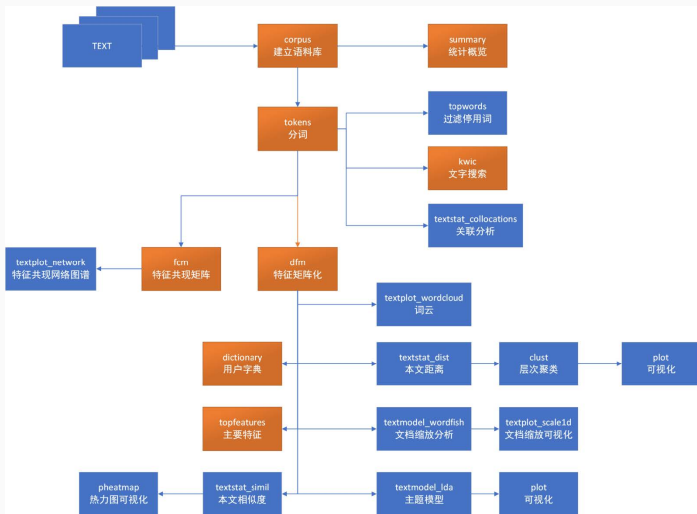 TEXT
corpus
建立语料库
summary
统计概览
tokens
分词
topwords
过滤停用词
kwic
文字搜索
textstat_collocations
关联分析
textplot_network
特征共现网络图谱
fcm
特征共现矩阵
dfm
特征矩阵化
textplot_wordcloud
词云
dictionary
用户字典
textstat_dist
本文距离
clust
层次聚类
plot
可视化
topfeatures
主要特征
textmodel_wordfish
文档缩放分析
textplot_scale1d
文档缩放可视化
pheatmap
热力图可视化
textstat_simil
本文相似度
textmodel_lda
主题模型
plot
可视化